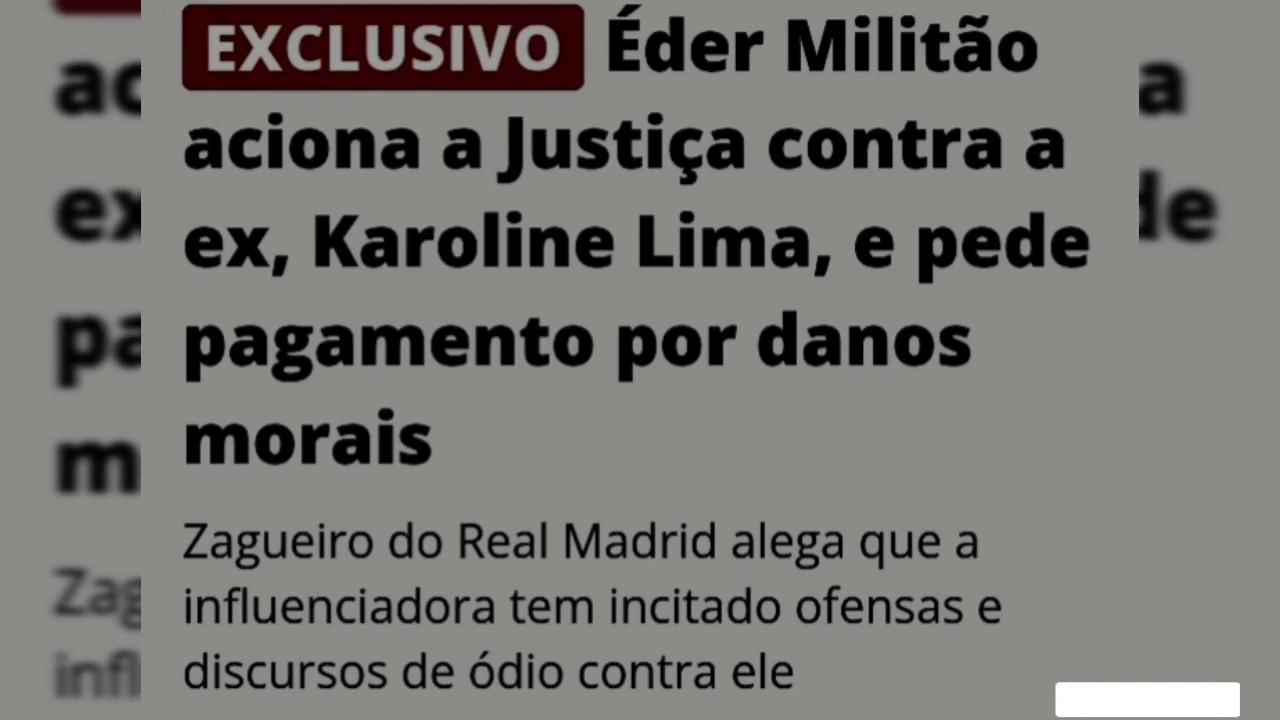 EXCLUSIVO Éder Militão
aciona a Justiça contra a
ex, Karoline Lima, e pede
pagamento por danos
morais
Zagueiro do Real Madrid alega que a
influenciadora tem incitado ofensas e
discursos de ódio contra ele